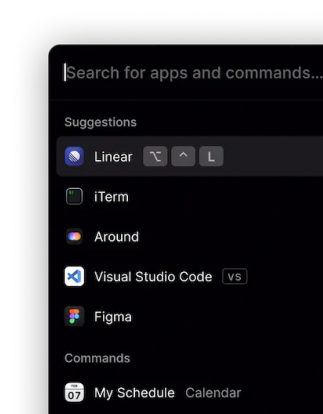 Search for apps and commands...
Suggestions
Linear ⌥ ^ L
iTerm
Around
Visual Studio Code vs
Figma
Commands
07 My Schedule Calendar